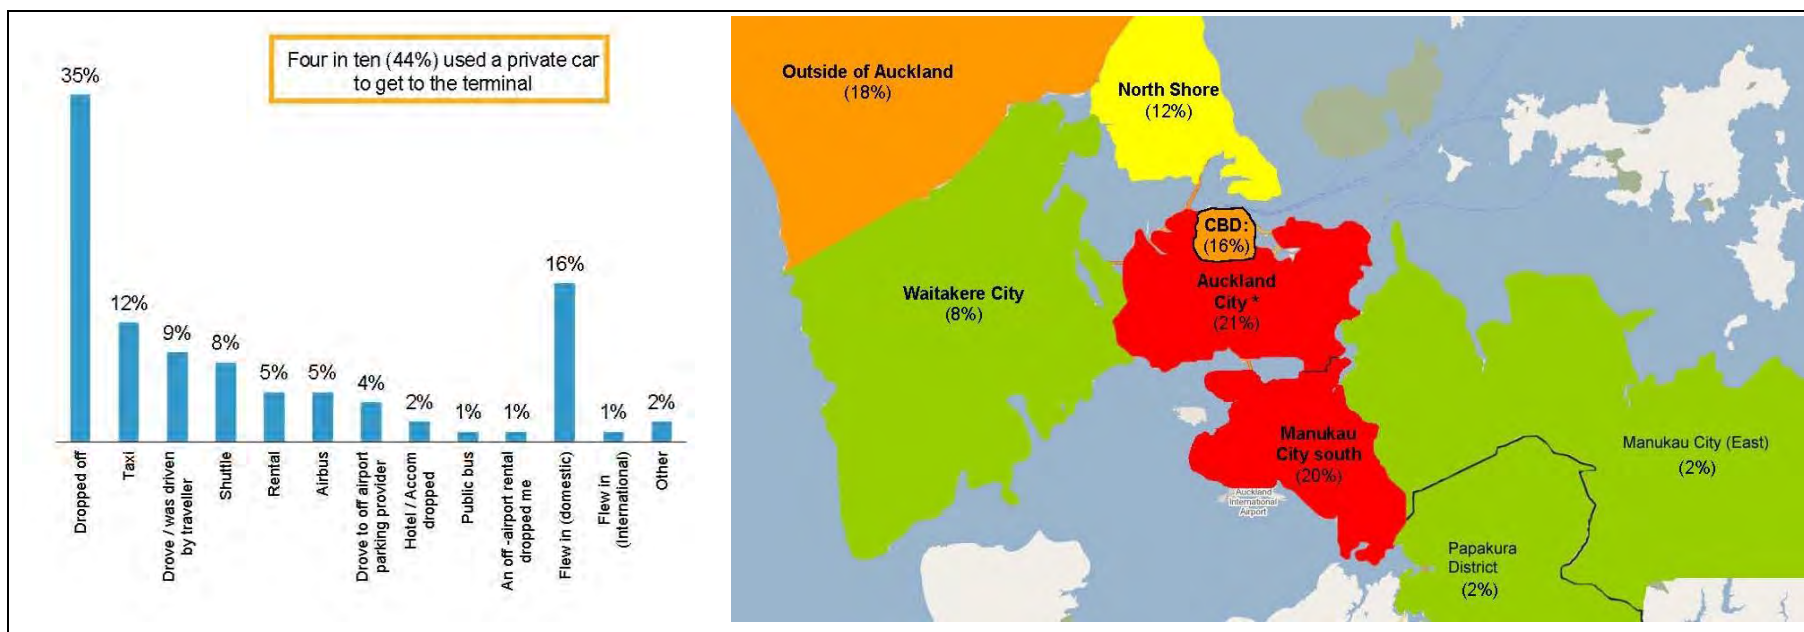 Four in ten (44%) used a private car
to get to the terminal
35%
12%
9%
8%
5%
5%
4%
2%
1%
1%
16%
1%
2%
Dropped off
Taxi
Drove / was driven
by traveller
Shuttle
Rental
Airbus
Drove to off airport
parking provider
Hotel / Accom
dropped
Public bus
An off -airport rental
dropped me
Flew in (domestic)
Flew in
(International)
Other
Outside of Auckland
(18%)
North Shore
(12%)
CBD:
(16%)
Auckland
City *
(21%)
Waitakere City
(8%)
Manukau
City south
(20%)
Auckland
International
Airport
Manukau City (East)
(2%)
Papakura
District
(2%)